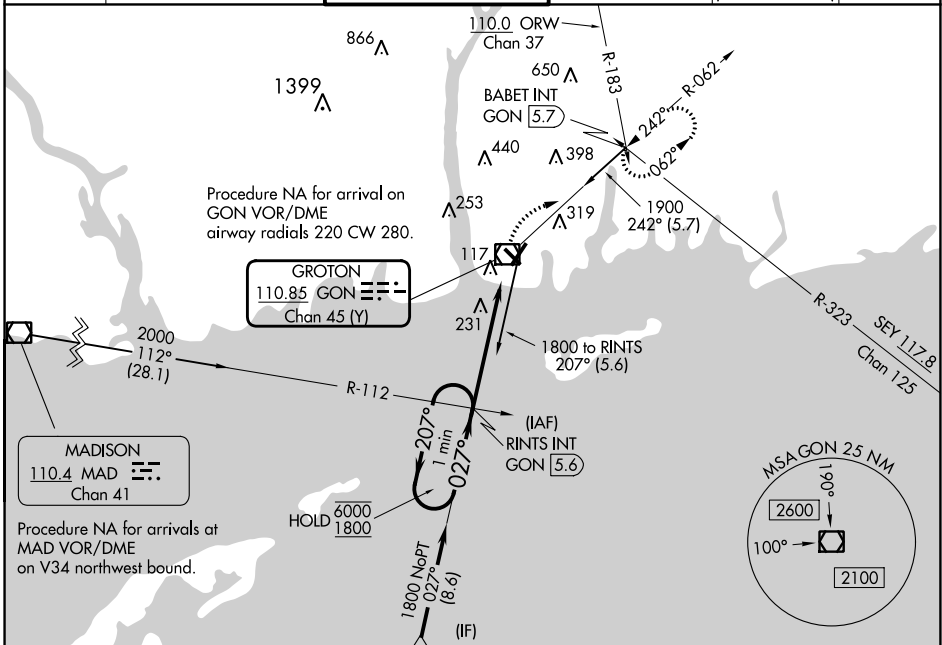 110.0 ORW
Chan 37
866
R-183
R-062
650
1399
BABET INT
GON 5.7
242°
062°
440
398
Procedure NA for arrival on
GON VOR/DME
airway radials 220 CW 280.
253
319
1900
242° (5.7)
117
GROTON
110.85 GON
Chan 45 (Y)
231
R-323
SEY 117.8
Chan 125
2000
112°
(28.1)
1800 to RINTS
207° (5.6)
R-112
(IAF)
RINTS INT
GON 5.6
207°
1 min
027°
MADISON
110.4 MAD
Chan 41
HOLD 6000
1800
MSA GON 25 NM
190°
2600
100°
2100
Procedure NA for arrivals at
MAD VOR/DME
on V34 northwest bound.
1800 NoPT
027°
(8.6)
(IF)